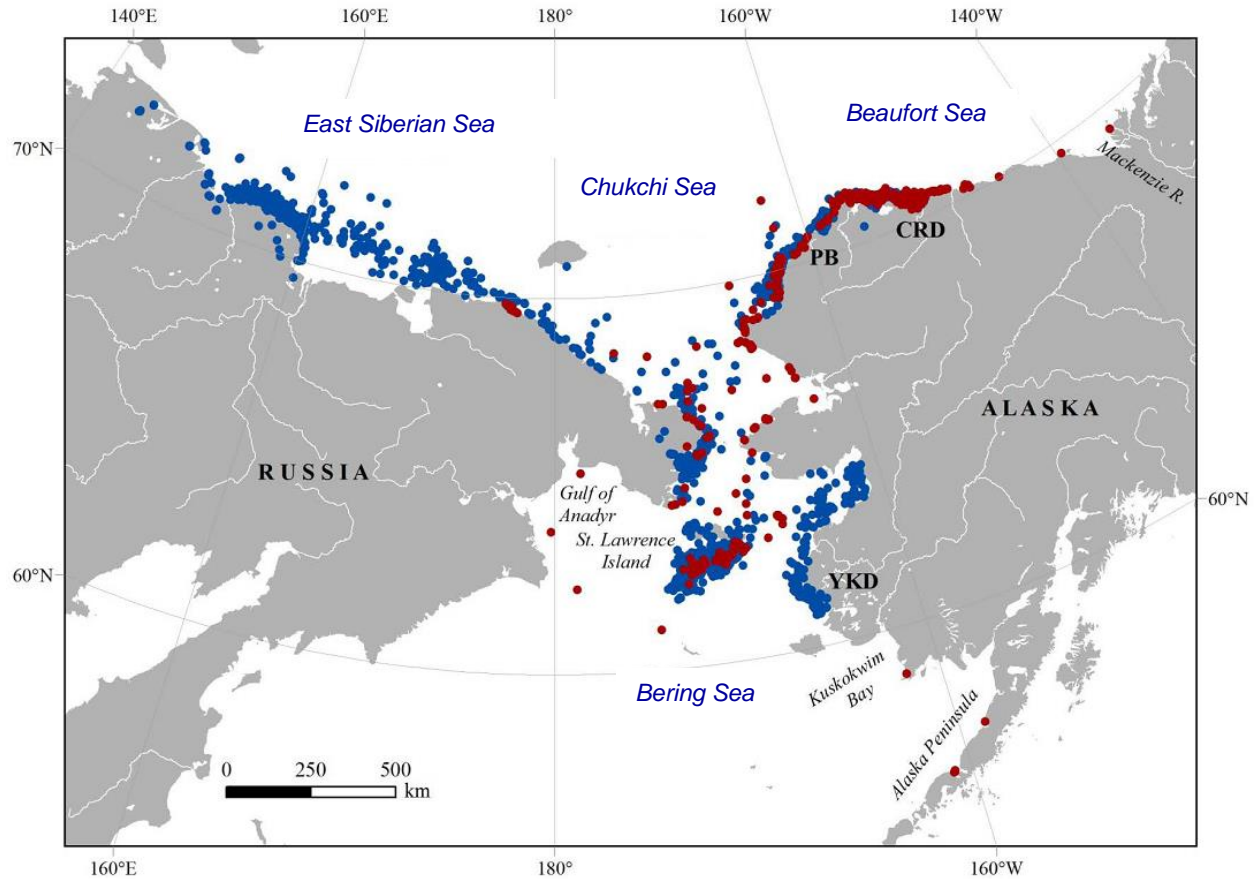 140°E
160°E
180°
160°W
140°W
70°N
East Siberian Sea
Beaufort Sea
Chukchi Sea
Mackenzie R.
CRD
PB
ALASKA
RUSSIA
Gulf of
Anadyr
St. Lawrence
Island
60°N
60°N
YKD
Kuskokwim
Bay
Bering Sea
Alaska Peninsula
0 250 500
km
160°E
180°
160°W